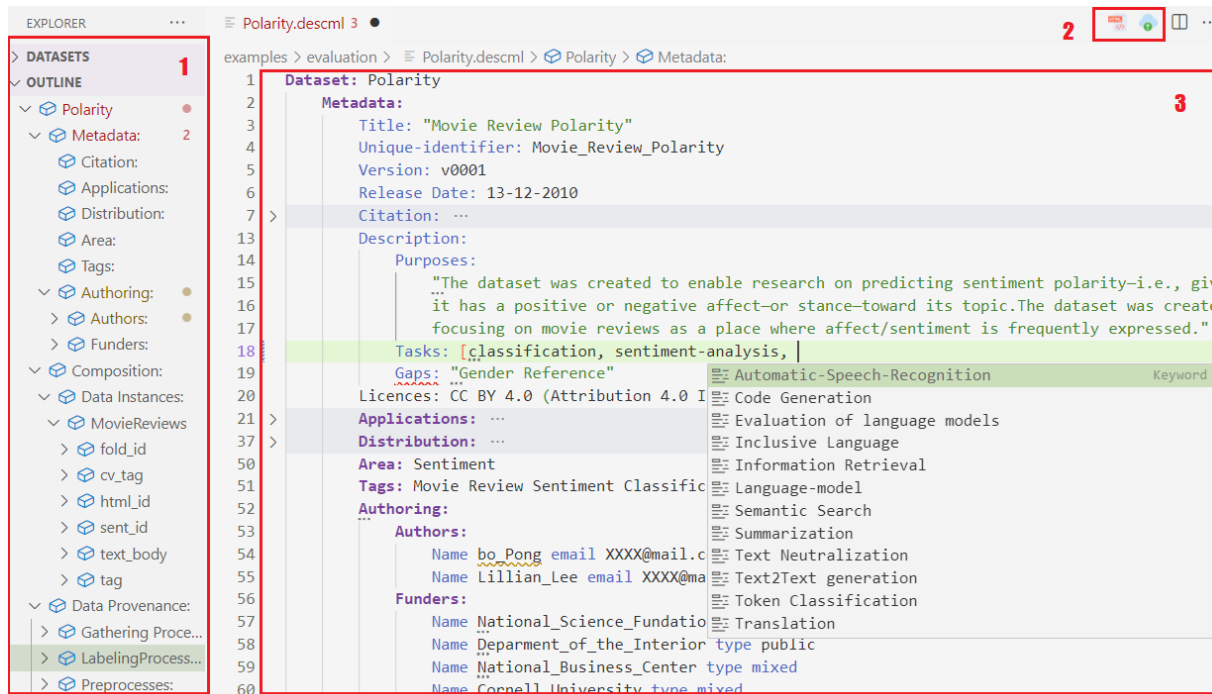 EXPLORER
DATASETS
OUTLINE
Polarity
Metadata: 2
Citation:
Applications:
Distribution:
Area:
Tags:
Authoring:
Authors:
Funders:
Composition:
Data Instances:
MovieReviews
fold_id
cv_tag
html_id
sent_id
text_body
tag
Data Provenance:
Gathering Proce...
LabelingProcess...
Preprocesses:
1
Polarity.descml 3
2
examples > evaluation > Polarity.descml > Polarity > Metadata:
3
1 Dataset: Polarity
2 Metadata:
3 Title: "Movie Review Polarity"
4 Unique-identifier: Movie_Review_Polarity
5 Version: v0001
6 Release Date: 13-12-2010
7 > Citation: ...
13 Description:
14 Purposes:
15 "The dataset was created to enable research on predicting sentiment polarity—i.e., giv
16 it has a positive or negative affect—or stance—toward its topic.The dataset was create
17 focusing on movie reviews as a place where affect/sentiment is frequently expressed."
18 Tasks: [classification, sentiment-analysis,
19 Gaps: "Gender Reference"
20 Licences: CC BY 4.0 (Attribution 4.0 I
21 > Applications: ...
37 > Distribution: ...
50 Area: Sentiment
51 Tags: Movie Review Sentiment Classific
52 Authoring:
53 Authors:
54 Name bo_Pong email XXXX@mail.c
55 Name Lillian_Lee email XXXX@ma
56 Funders:
57 Name National_Science_Fundatio
58 Name Deparment_of_the_Interior type public
59 Name National_Business_Center type mixed
60 Name Cornell_University type mixed
Automatic-Speech-Recognition Keyword
Code Generation
Evaluation of language models
Inclusive Language
Information Retrieval
Language-model
Semantic Search
Summarization
Text Neutralization
Text2Text generation
Token Classification
Translation